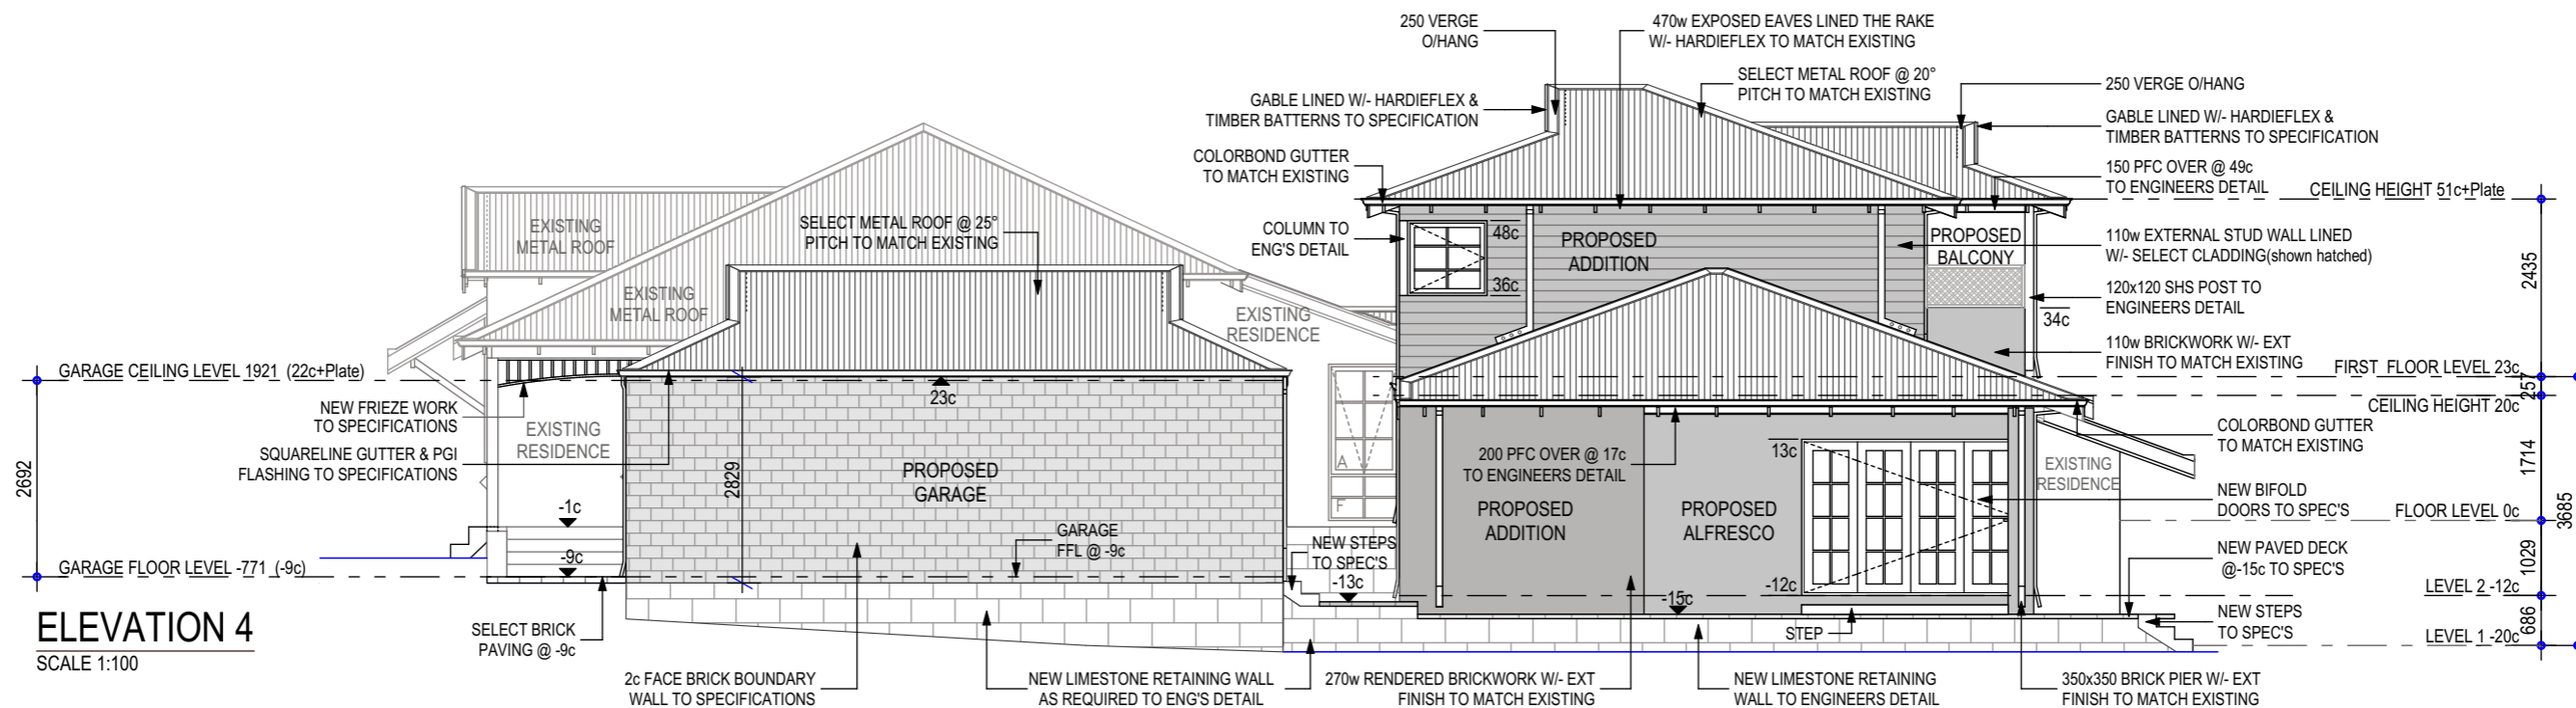 250 VERGE
O/HANG
470w EXPOSED EAVES LINED THE RAKE
W/- HARDIEFLEX TO MATCH EXISTING
SELECT METAL ROOF @ 20°
PITCH TO MATCH EXISTING
250 VERGE O/HANG
GABLE LINED W/- HARDIEFLEX &
TIMBER BATTERNS TO SPECIFICATION
GABLE LINED W/- HARDIEFLEX &
TIMBER BATTERNS TO SPECIFICATION
COLORBOND GUTTER
TO MATCH EXISTING
150 PFC OVER @ 49c
TO ENGINEERS DETAIL
CEILING HEIGHT 51c+Plate
EXISTING
METAL ROOF
SELECT METAL ROOF @ 25°
PITCH TO MATCH EXISTING
COLUMN TO
ENG'S DETAIL
48c
36c
PROPOSED
ADDITION
PROPOSED
BALCONY
110w EXTERNAL STUD WALL LINED
W/- SELECT CLADDING(shown hatched)
2435
EXISTING
METAL ROOF
EXISTING
RESIDENCE
120x120 SHS POST TO
ENGINEERS DETAIL
34c
110w BRICKWORK W/- EXT
FINISH TO MATCH EXISTING
GARAGE CEILING LEVEL 1921 (22c+Plate)
FIRST FLOOR LEVEL 23c
257
23c
NEW FRIEZE WORK
TO SPECIFICATIONS
CEILING HEIGHT 20c
EXISTING
RESIDENCE
COLORBOND GUTTER
TO MATCH EXISTING
SQUARELINE GUTTER & PGI
FLASHING TO SPECIFICATIONS
2692
2829
PROPOSED
GARAGE
A
F
200 PFC OVER @ 17c
TO ENGINEERS DETAIL
13c
1714
EXISTING
RESIDENCE
PROPOSED
ADDITION
PROPOSED
ALFRESCO
NEW BIFOLD
DOORS TO SPEC'S
FLOOR LEVEL 0c
3685
-1c
-9c
GARAGE
FFL @ -9c
NEW STEPS
TO SPEC'S
-13c
-12c
-15c
NEW PAVED DECK
@-15c TO SPEC'S
1029
GARAGE FLOOR LEVEL -771 (-9c)
LEVEL 2 -12c
ELEVATION 4
SCALE 1:100
SELECT BRICK
PAVING @ -9c
STEP
NEW STEPS
TO SPEC'S
686
LEVEL 1 -20c
2c FACE BRICK BOUNDARY
WALL TO SPECIFICATIONS
NEW LIMESTONE RETAINING WALL
AS REQUIRED TO ENG'S DETAIL
270w RENDERED BRICKWORK W/- EXT
FINISH TO MATCH EXISTING
NEW LIMESTONE RETAINING
WALL TO ENGINEERS DETAIL
350x350 BRICK PIER W/- EXT
FINISH TO MATCH EXISTING